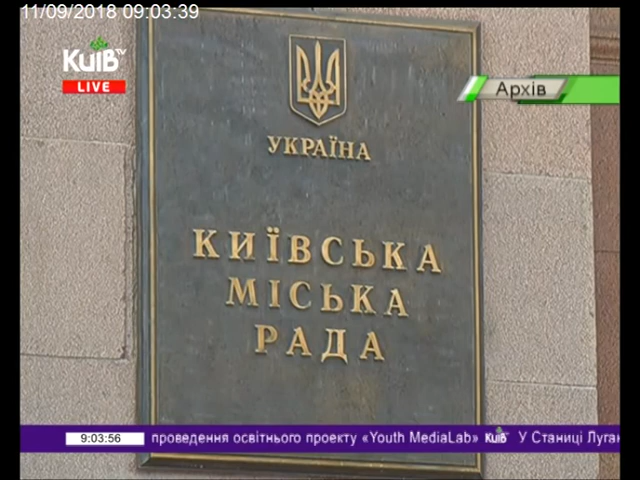 11/09/2018 09:03:39
КиїВ TV
LIVE
Архів
УКРАЇНА
КИЇВСЬКА
МІСЬКА
РАДА
9:03:56 проведення освітнього проекту «Youth MediaLab» КиїВ У Станиці Луган